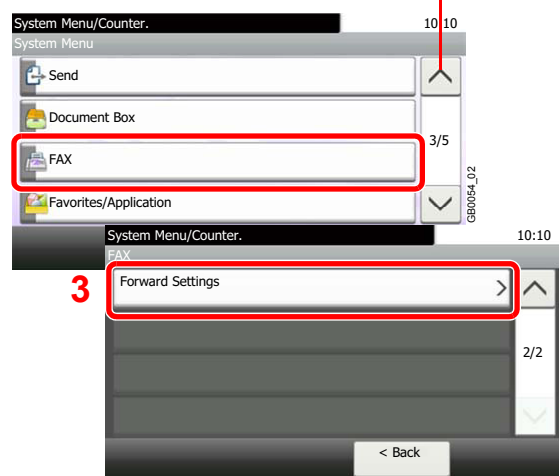 System Menu/Counter.
10:10
System Menu
Send
Document Box
3/5
FAX
Favorites/Application
GB0054_02
System Menu/Counter.
10:10
FAX
3
Forward Settings
2/2
< Back